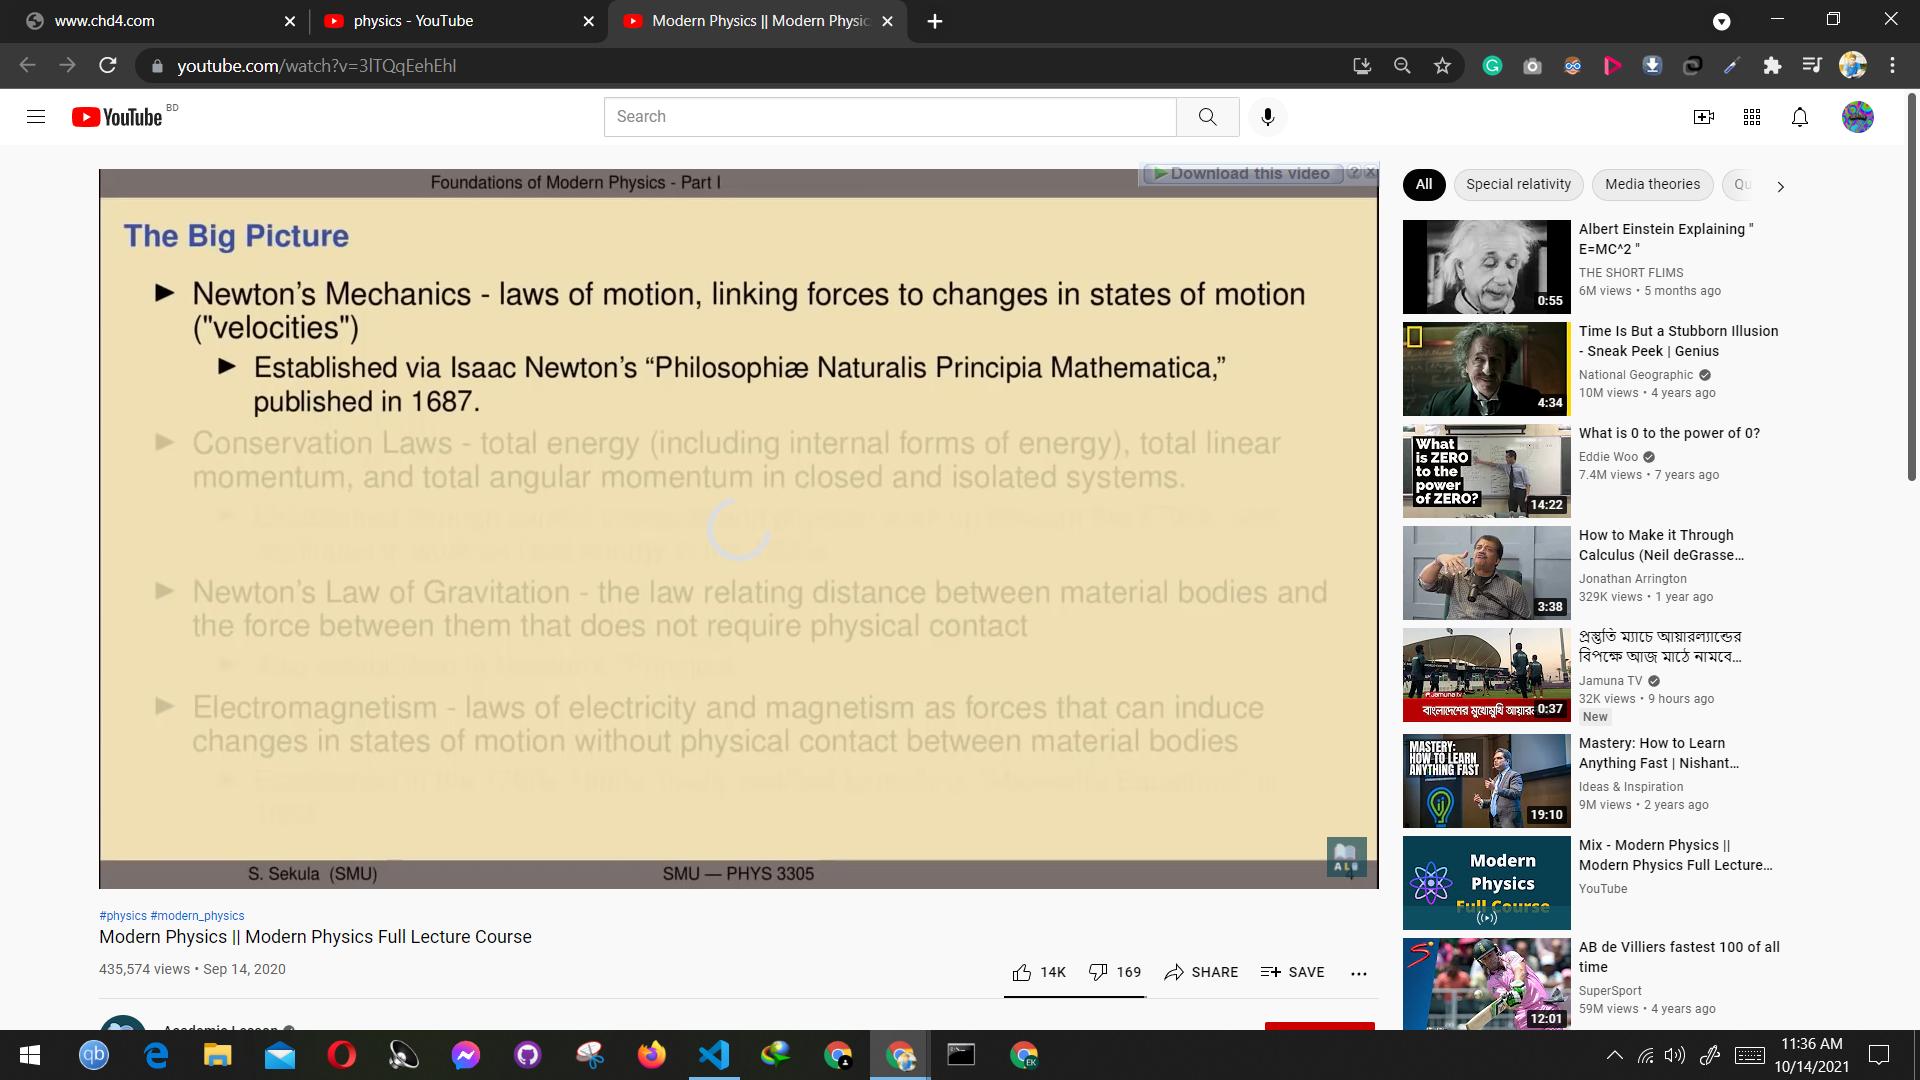 www.chd4.com
physics - YouTube
Modern Physics || Modern Physic
youtube.com/watch?v=3lTQqEehEhI
YouTube BD
Search
Foundations of Modern Physics - Part I
Download this video
The Big Picture
Newton's Mechanics - laws of motion, linking forces to changes in states of motion
("velocities")
Established via Isaac Newton's “Philosophiæ Naturalis Principia Mathematica,”
published in 1687.
Conservation Laws - total energy (including internal forms of energy), total linear
momentum, and total angular momentum in closed and isolated systems.
Newton's Law of Gravitation - the law relating distance between material bodies and
the force between them that does not require physical contact
Electromagnetism - laws of electricity and magnetism as forces that can induce
changes in states of motion without physical contact between material bodies
S. Sekula (SMU)
SMU — PHYS 3305
#physics #modern_physics
Modern Physics || Modern Physics Full Lecture Course
435,574 views • Sep 14, 2020
14K
169
SHARE
SAVE
All
Special relativity
Media theories
Albert Einstein Explaining "
E=MC^2 "
THE SHORT FLIMS
6M views • 5 months ago
0:55
Time Is But a Stubborn Illusion
- Sneak Peek | Genius
National Geographic
10M views • 4 years ago
4:34
What is 0 to the power of 0?
Eddie Woo
7.4M views • 7 years ago
What
is ZERO
to the
power
of ZERO?
14:22
How to Make it Through
Calculus (Neil deGrasse...
Jonathan Arrington
329K views • 1 year ago
3:38
প্রস্তুতি ম্যাচে আয়ারল্যান্ডের
বিপক্ষে আজ মাঠে নামবে...
Jamuna TV
32K views • 9 hours ago
New
বাংলাদেশের মুখোমুখি
0:37
Mastery: How to Learn
Anything Fast | Nishant...
Ideas & Inspiration
9M views • 2 years ago
MASTERY:
HOW TO LEARN
ANYTHING FAST
19:10
Mix - Modern Physics ||
Modern Physics Full Lecture...
YouTube
Modern
Physics
Full Course
AB de Villiers fastest 100 of all
time
SuperSport
59M views • 4 years ago
12:01
11:36 AM
10/14/2021